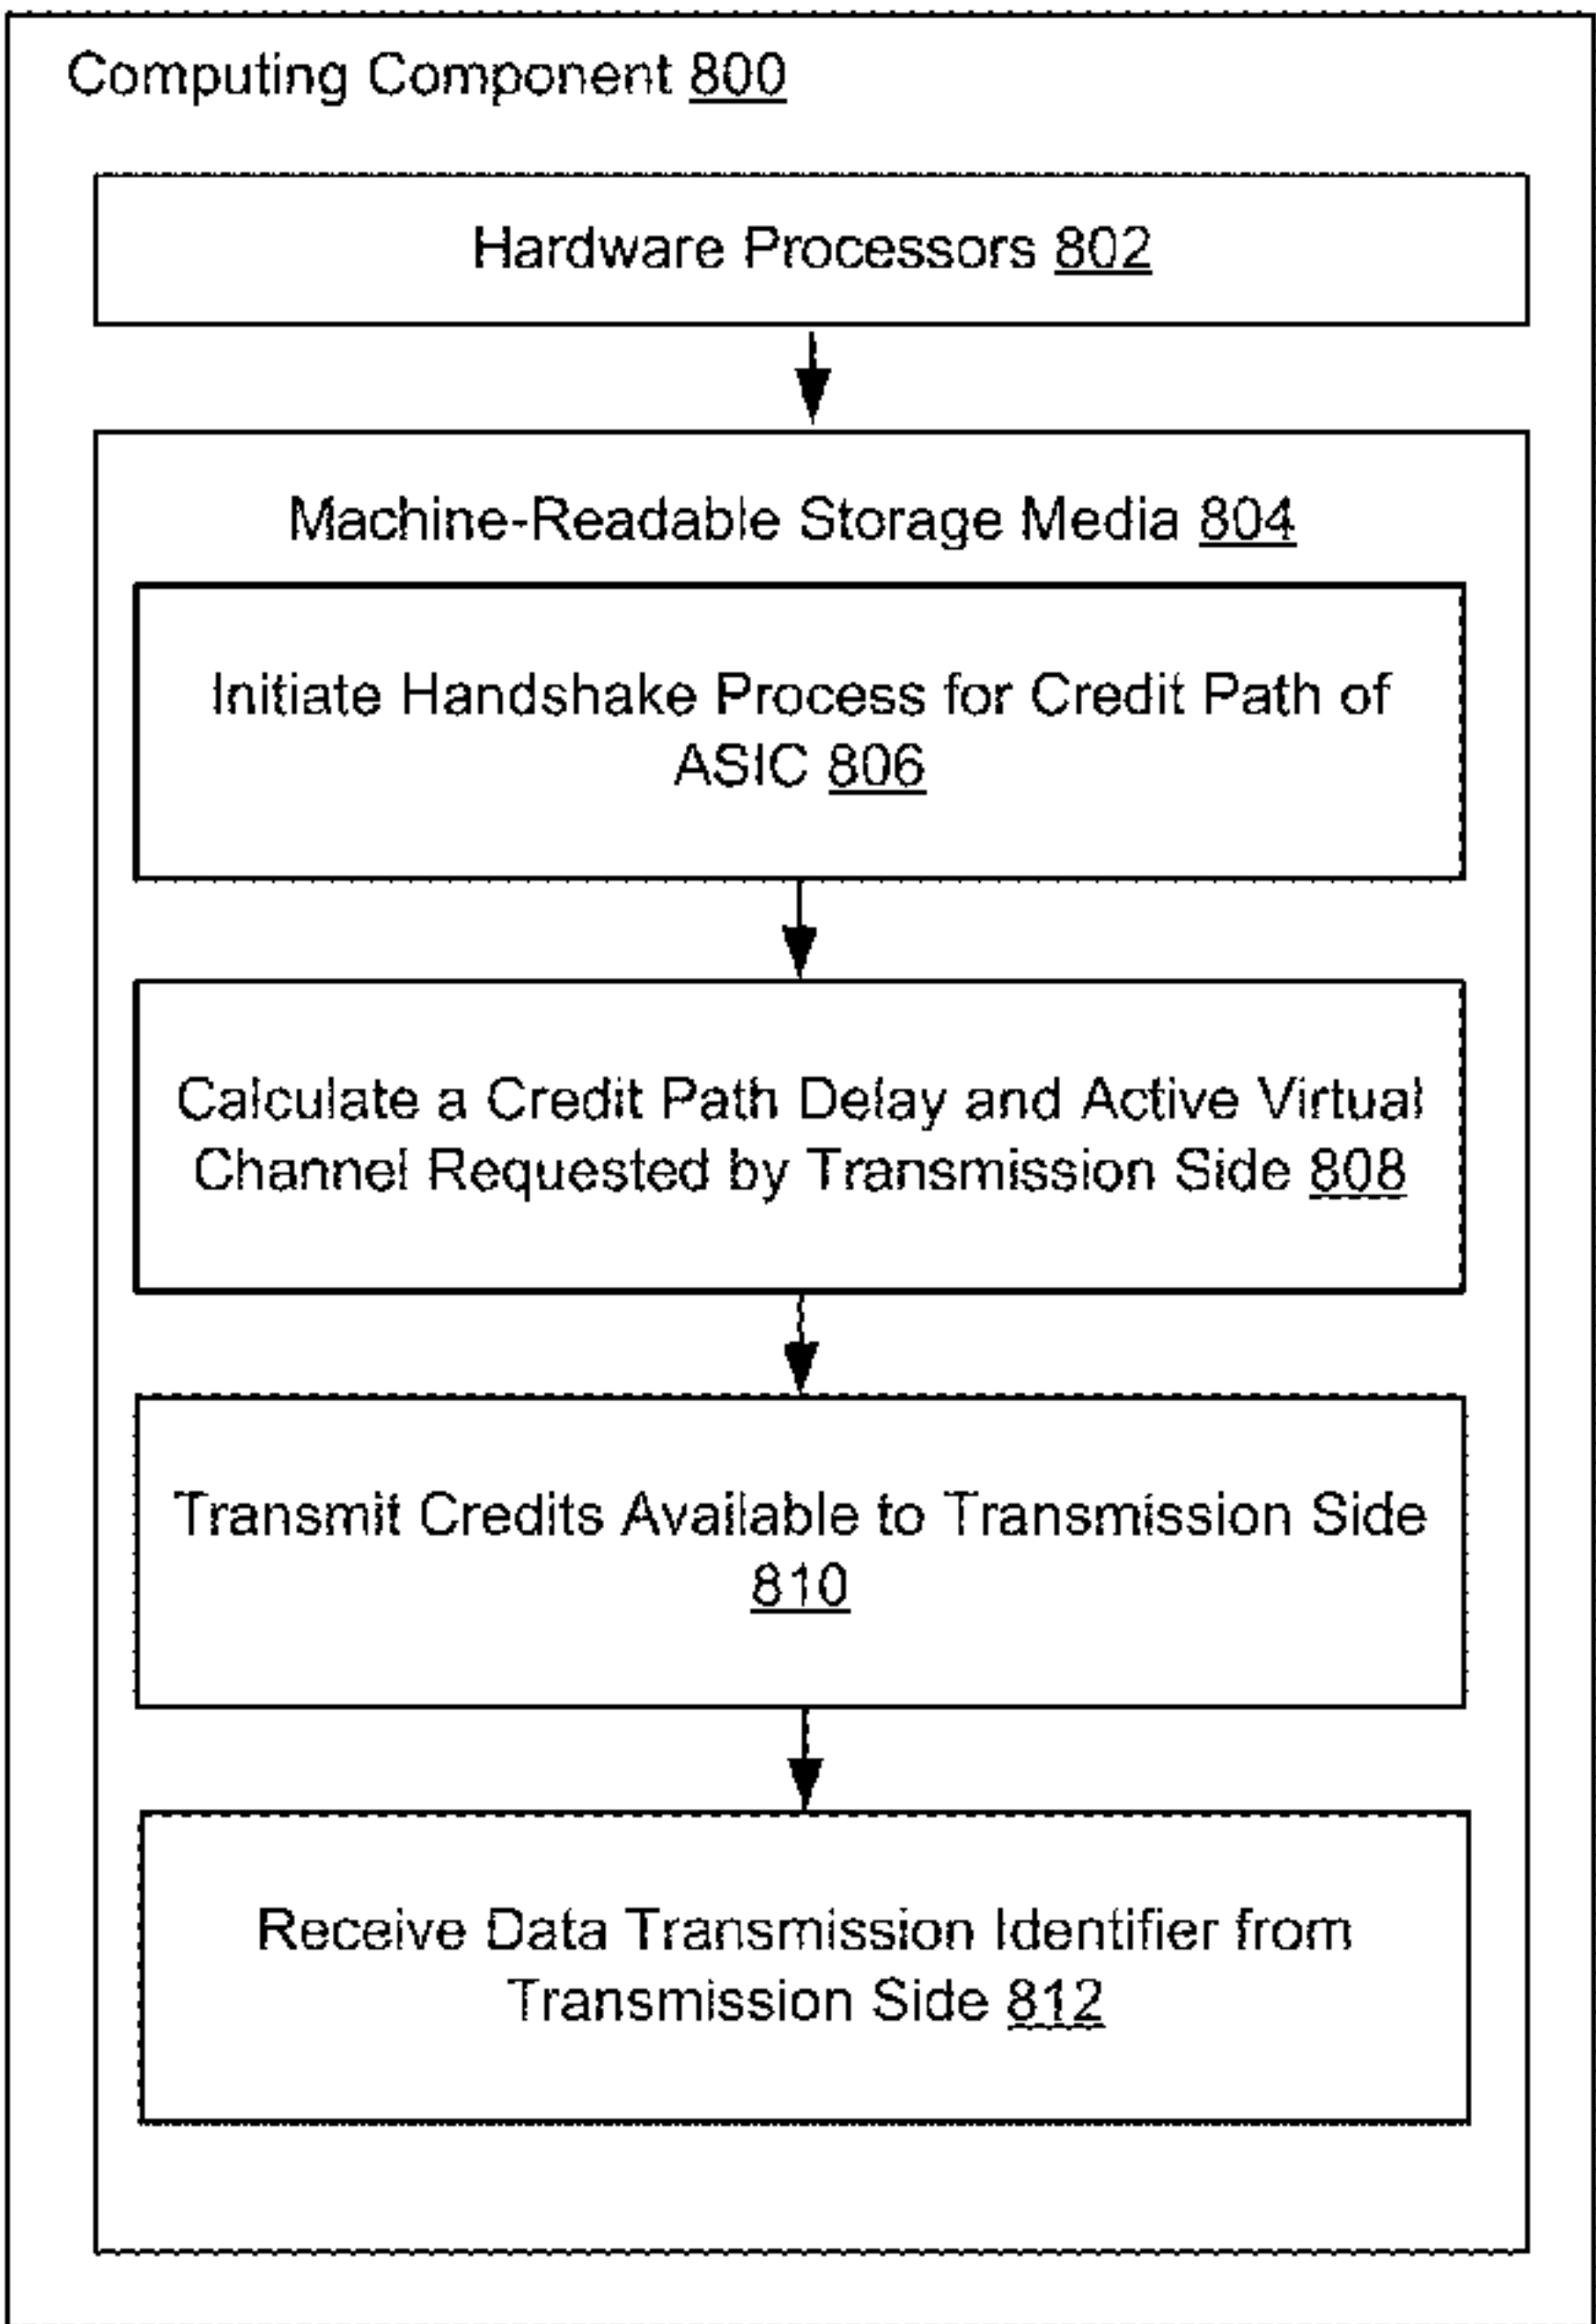 Computing Component 800
Hardware Processors 802
Machine-Readable Storage Media 804
Initiate Handshake Process for Credit Path of
ASIC 806
Calculate a Credit Path Delay and Active Virtual
Channel Requested by Transmission Side 808
Transmit Credits Available to Transmission Side
810
Receive Data Transmission Identifier from
Transmission Side 812